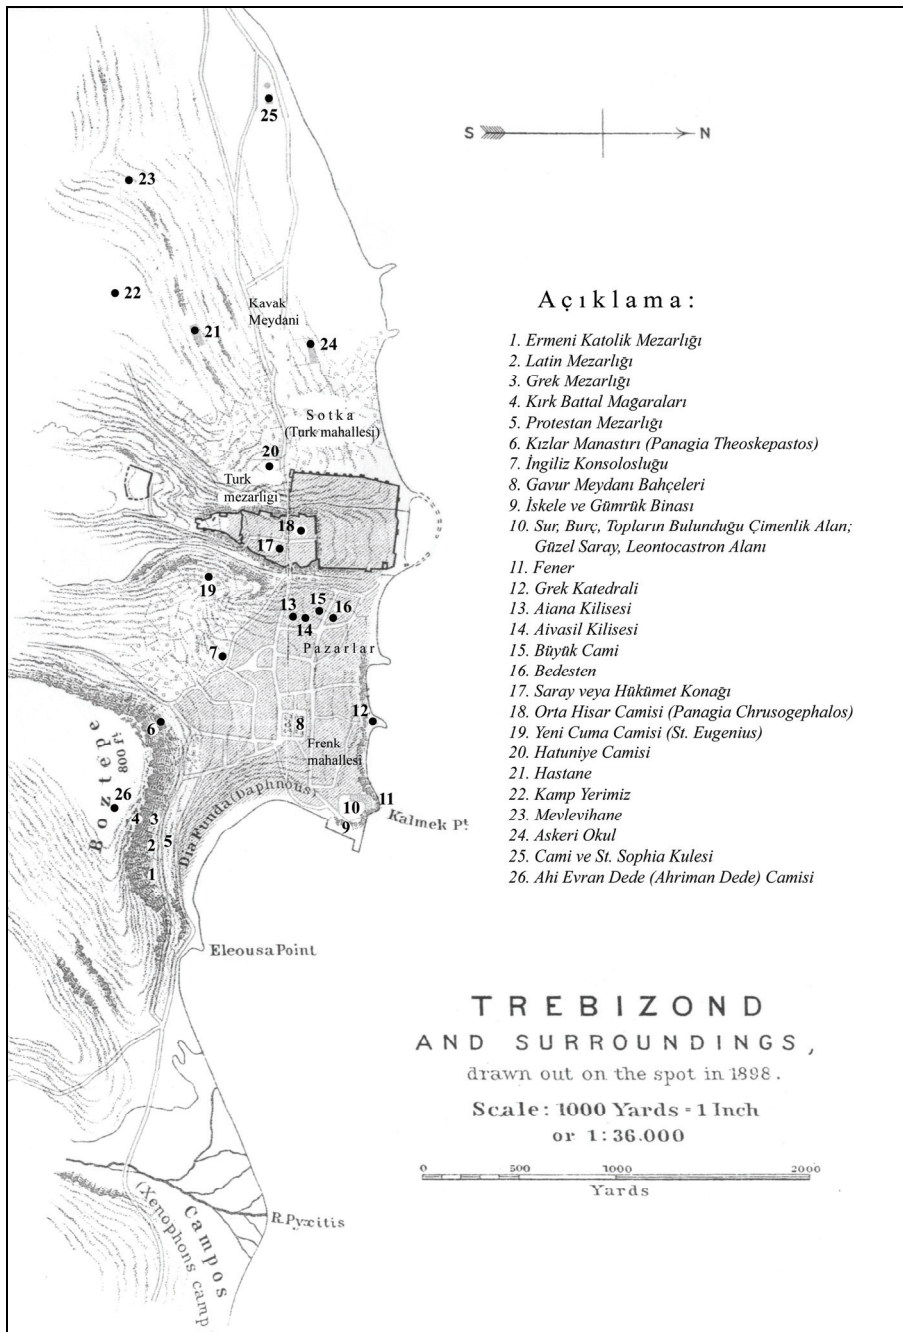 25
S
N
23
22
Kavak
Meydani
21
24
Açıklama:
1. Ermeni Katolik Mezarlığı
2. Latin Mezarlığı
3. Grek Mezarlığı
4. Kırk Battal Mağaraları
5. Protestan Mezarlığı
6. Kızlar Manastırı (Panagia Theoskepastos)
7. İngiliz Konsolosluğu
8. Gavur Meydanı Bahçeleri
9. İskele ve Gümrük Binası
10. Sur, Burç, Topların Bulunduğu Çimenlik Alan;
Güzel Saray, Leontocastron Alanı
11. Fener
12. Grek Katedrali
13. Aiana Kilisesi
14. Aivasil Kilisesi
15. Büyük Cami
16. Bedesten
17. Saray veya Hükümet Konağı
18. Orta Hisar Camisi (Panagia Chrusogephalos)
19. Yeni Cuma Camisi (St. Eugenius)
20. Hatuniye Camisi
21. Hastane
22. Kamp Yerimiz
23. Mevlevihane
24. Askeri Okul
25. Cami ve St. Sophia Kulesi
26. Ahi Evran Dede (Ahriman Dede) Camisi
Sotka
(Turk mahallesi)
20
Turk
mezarligi
18
17
19
13
15
16
14
Pazarlar
7
6
8
12
Frenk
mahallesi
Boztepe
800 ft
26
4
3
2
5
1
Dia Funda (Daphnous)
10
11
9
Kalmek Pt.
Eleousa Point
TREBIZOND
AND SURROUNDINGS,
drawn out on the spot in 1898.
Scale: 1000 Yards = 1 Inch
or 1:36.000
0 500 1000 2000
Yards
R. Pyxitis
Campos
(Xenophons camp